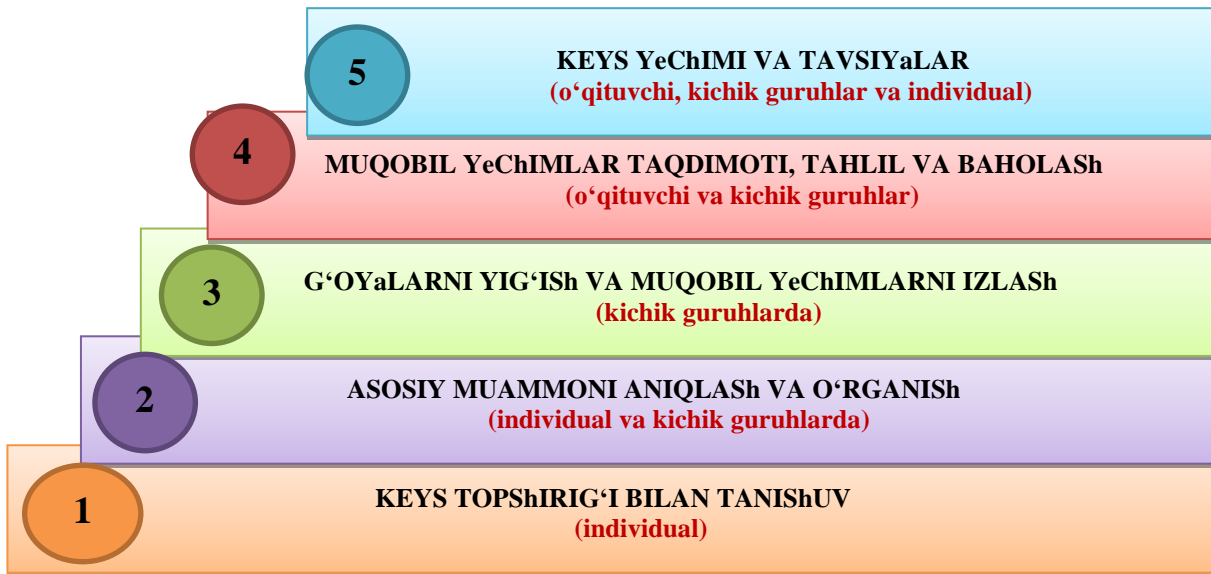 5
KEYS YeChIMI VA TAVSIYaLAR
(o‘qituvchi, kichik guruhlar va individual)
4
MUQOBIL YeChIMLAR TAQDIMOTI, TAHLIL VA BAHOLASh
(o‘qituvchi va kichik guruhlar)
3
G‘OYaLARNI YIG‘ISh VA MUQOBIL YeChIMLARNI IZLASh
(kichik guruhlarda)
2
ASOSIY MUAMMONI ANIQLASh VA O‘RGANISh
(individual va kichik guruhlarda)
1
KEYS TOPShIRIG‘I BILAN TANIShUV
(individual)